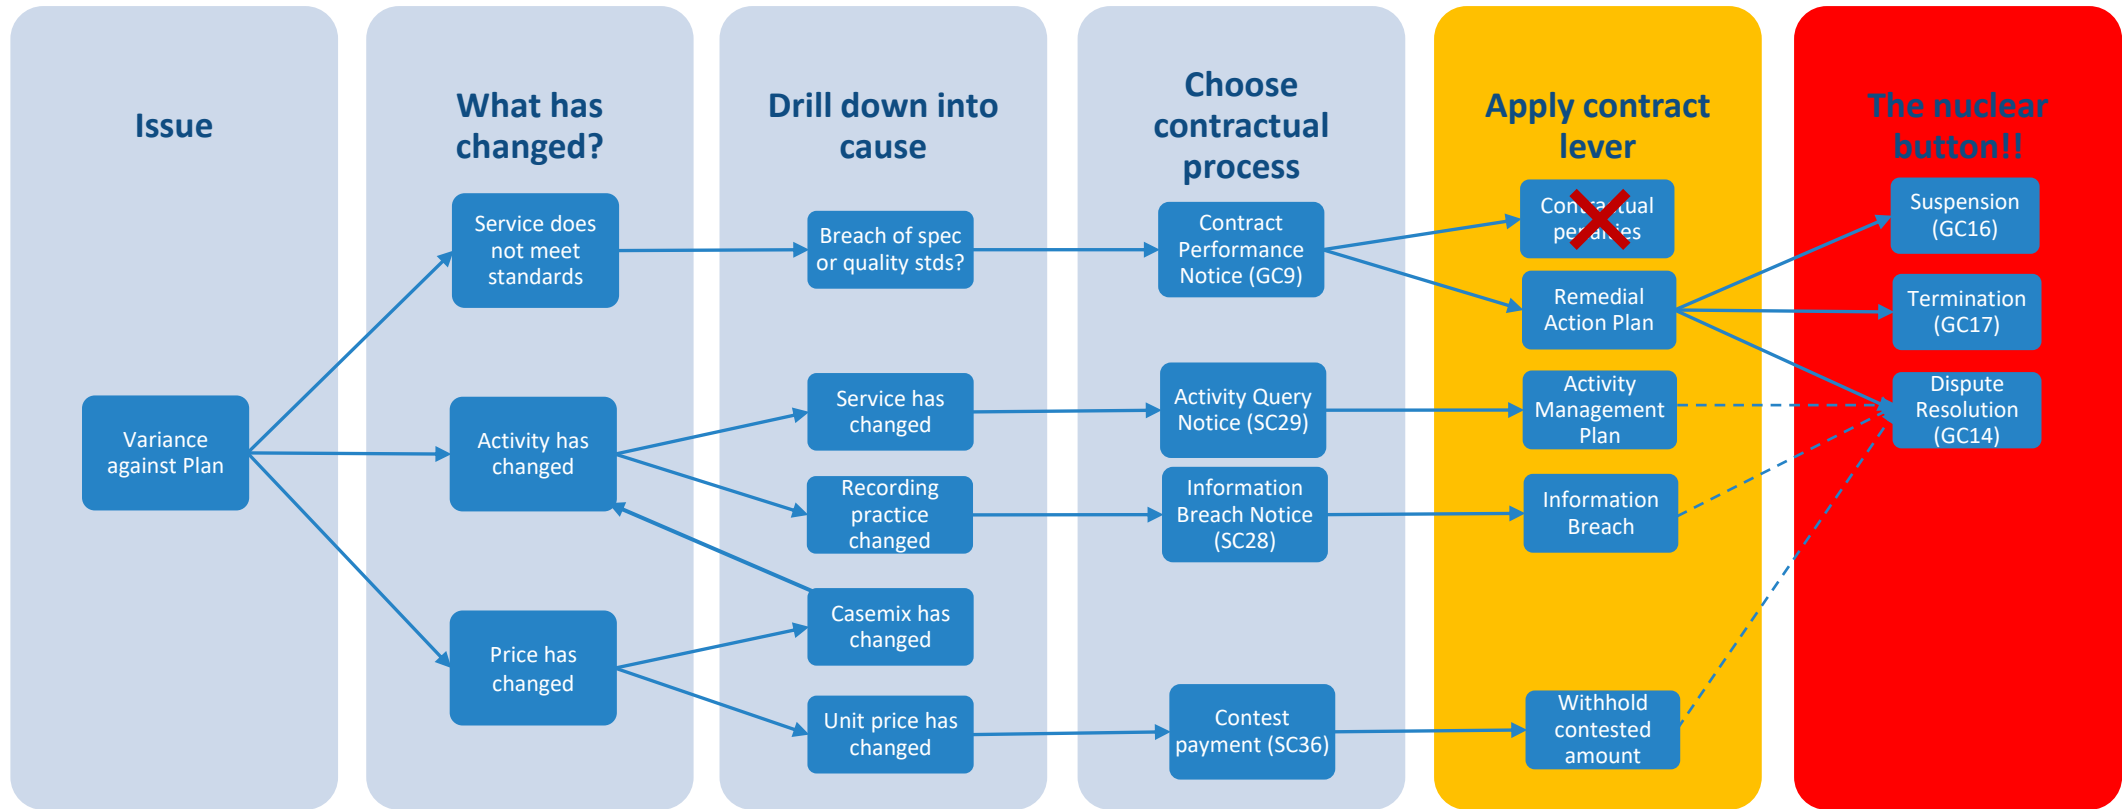 Issue
What has
changed?
Drill down into
cause
Choose
contractual
process
Apply contract
lever
The nuclear
button!!
Variance
against Plan
Service does
not meet
standards
Activity has
changed
Price has
changed
Breach of spec
or quality stds?
Service has
changed
Recording
practice
changed
Casemix has
changed
Unit price has
changed
Contract
Performance
Notice (GC9)
Activity Query
Notice (SC29)
Information
Breach Notice
(SC28)
Contest
payment (SC36)
Contractual
penalties
Remedial
Action Plan
Activity
Management
Plan
Information
Breach
Withhold
contested
amount
Suspension
(GC16)
Termination
(GC17)
Dispute
Resolution
(GC14)